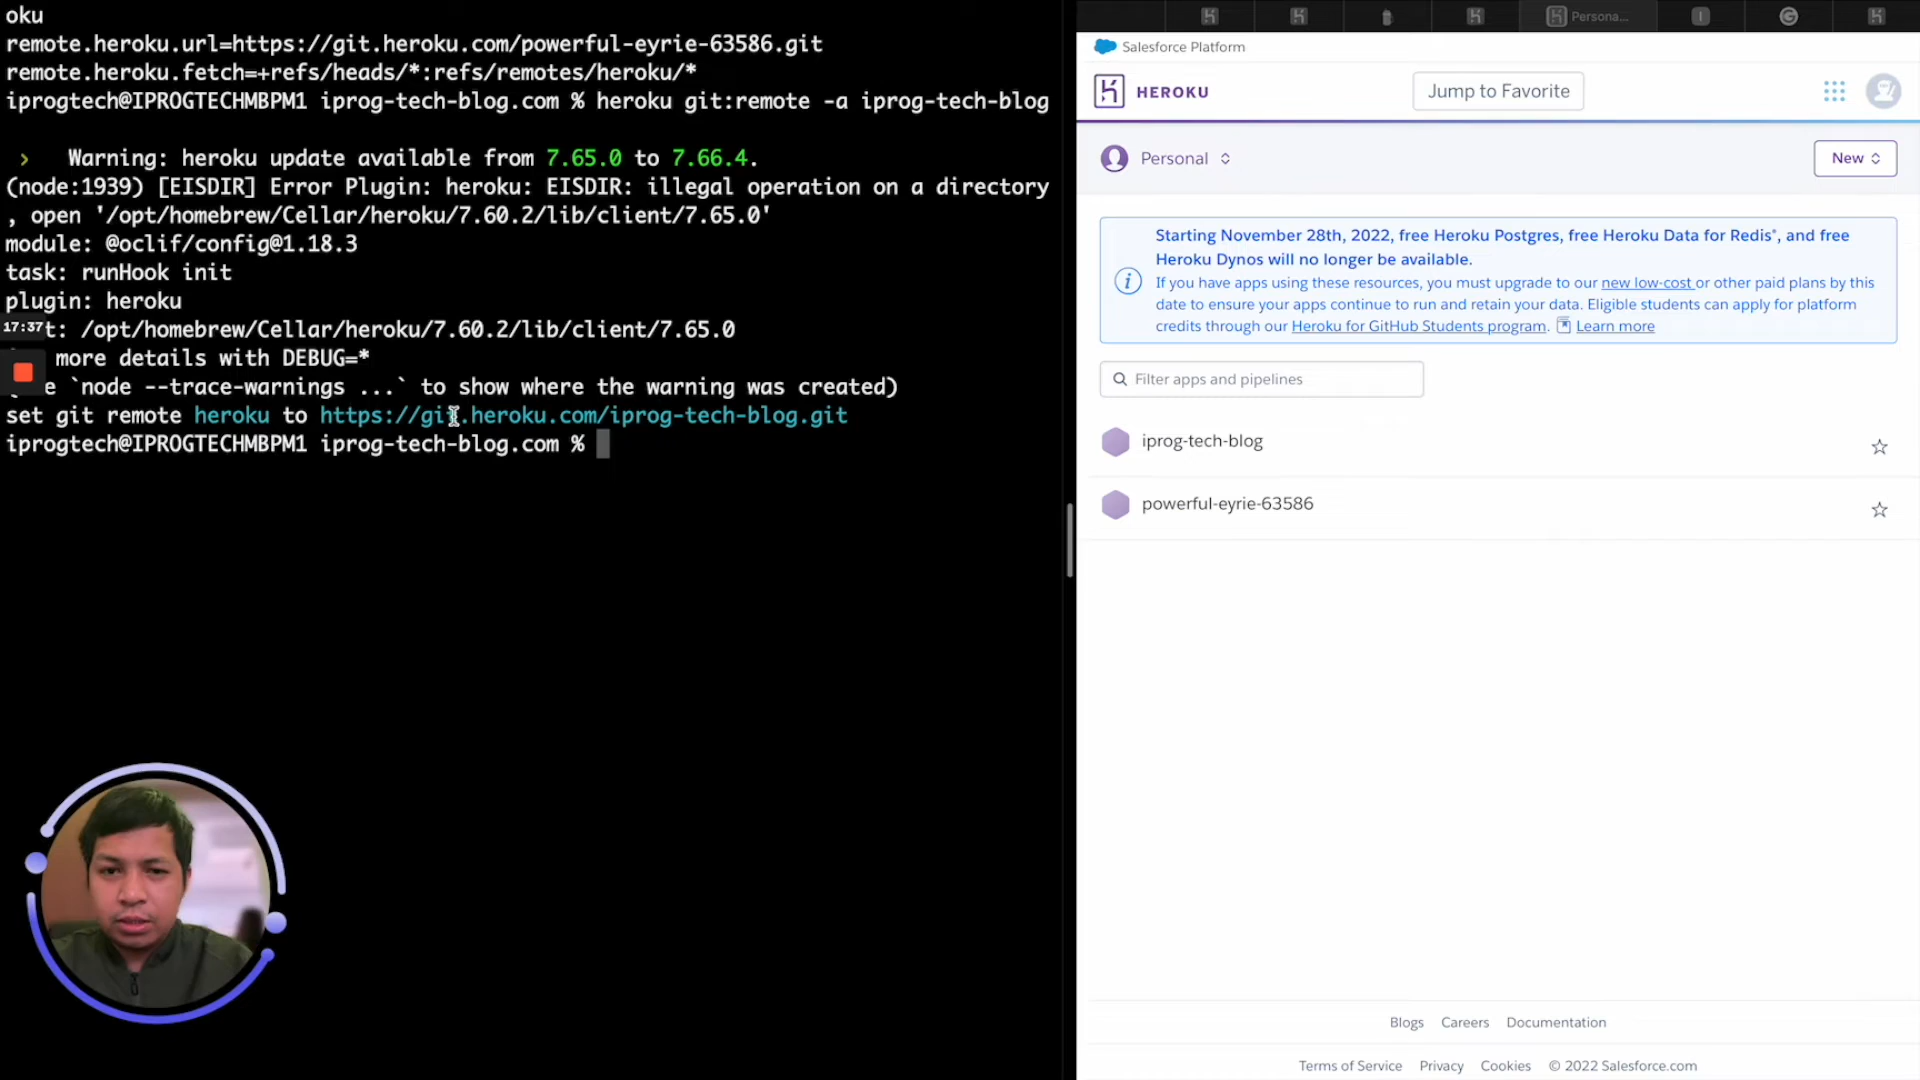 oku
remote.heroku.url=https://git.heroku.com/powerful-eyrie-63586.git
remote.heroku.fetch=+refs/heads/*:refs/remotes/heroku/*
iprogtech@IPROGTECHMBPM1 iprog-tech-blog.com % heroku git:remote -a iprog-tech-blog
›   Warning: heroku update available from 7.65.0 to 7.66.4.
(node:1939) [EISDIR] Error Plugin: heroku: EISDIR: illegal operation on a directory
, open '/opt/homebrew/Cellar/heroku/7.60.2/lib/client/7.65.0'
module: @oclif/config@1.18.3
task: runHook init
plugin: heroku
17:37
t: /opt/homebrew/Cellar/heroku/7.60.2/lib/client/7.65.0
more details with DEBUG=*
e `node --trace-warnings ...` to show where the warning was created)
set git remote heroku to https://git.heroku.com/iprog-tech-blog.git
iprogtech@IPROGTECHMBPM1 iprog-tech-blog.com %
Persona...
Salesforce Platform
HEROKU
Jump to Favorite
Personal
New
Starting November 28th, 2022, free Heroku Postgres, free Heroku Data for Redis®, and free
Heroku Dynos will no longer be available.
If you have apps using these resources, you must upgrade to our new low-cost or other paid plans by this
date to ensure your apps continue to run and retain your data. Eligible students can apply for platform
credits through our Heroku for GitHub Students program. Learn more
Filter apps and pipelines
iprog-tech-blog
powerful-eyrie-63586
Blogs Careers Documentation
Terms of Service Privacy Cookies © 2022 Salesforce.com